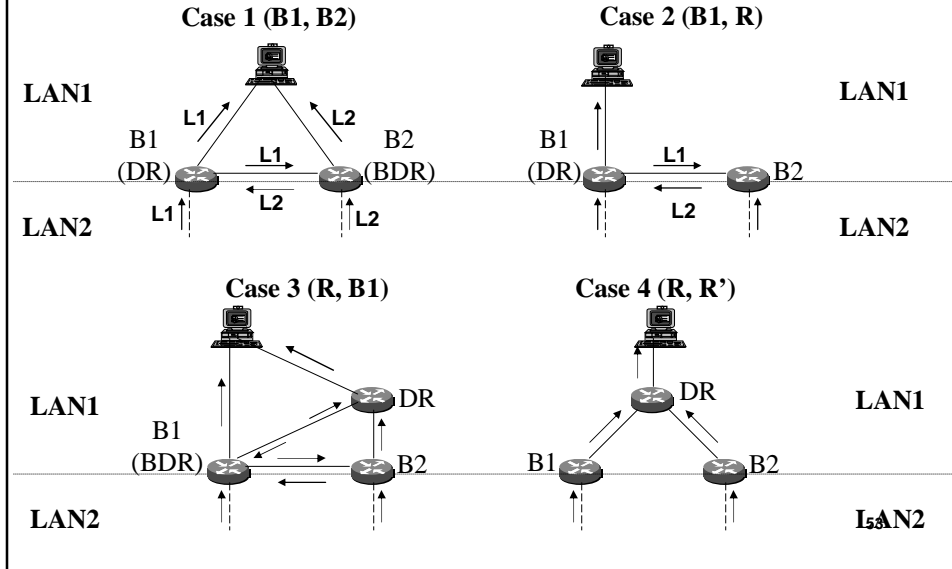 Case 1 (B1, B2)
Case 2 (B1, R)
LAN1
LAN1
L1
L2
B1
(DR)
L1
L2
B2
(BDR)
B1
(DR)
L1
L2
B2
LAN2
L1
L2
LAN2
Case 3 (R, B1)
Case 4 (R, R’)
LAN1
DR
DR
LAN1
B1
(BDR)
B2
B1
B2
LAN2
LAN2
53